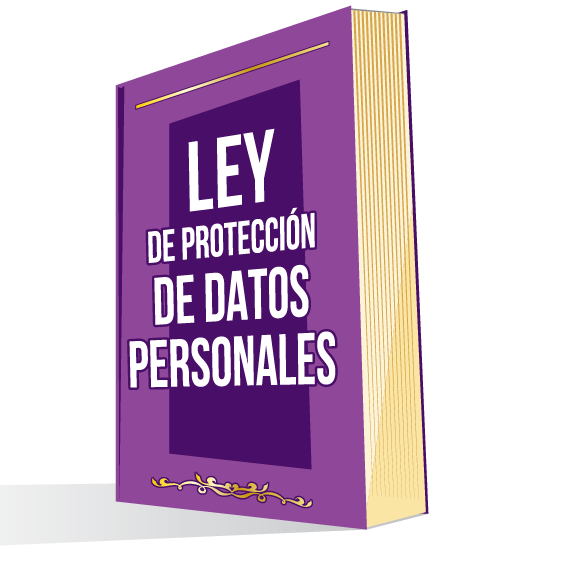 LEY
DE PROTECCIÓN
DE DATOS
PERSONALES